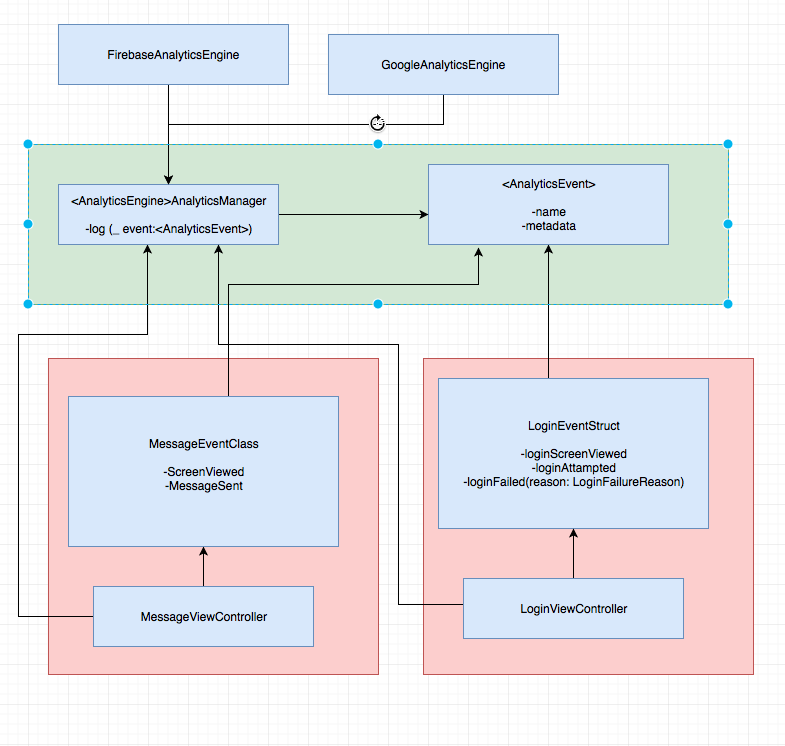 FirebaseAnalyticsEngine
GoogleAnalyticsEngine
<AnalyticsEngine>AnalyticsManager
-log (_ event:<AnalyticsEvent>)
<AnalyticsEvent>
-name
-metadata
MessageEventClass
-ScreenViewed
-MessageSent
LoginEventStruct
-loginScreenViewed
-loginAttampted
-loginFailed(reason: LoginFailureReason)
MessageViewController
LoginViewController